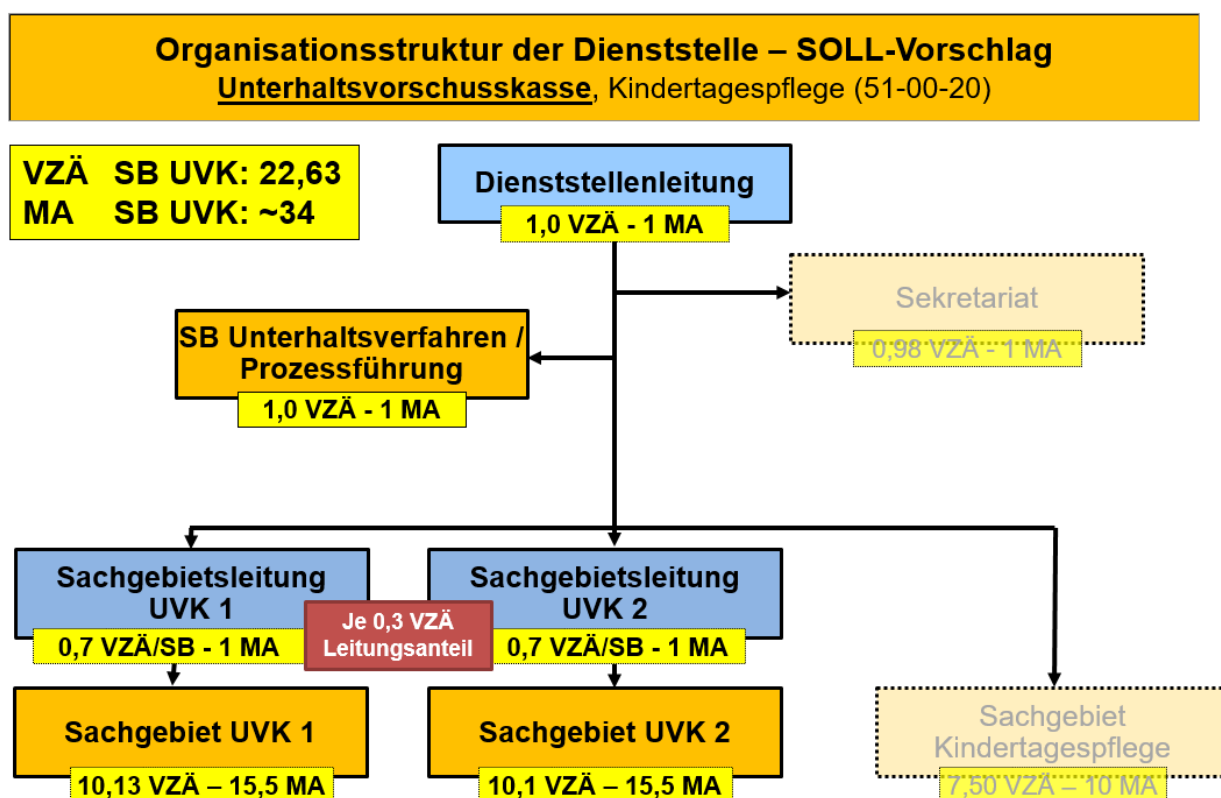 Organisationsstruktur der Dienststelle – SOLL-Vorschlag
Unterhaltsvorschusskasse, Kindertagespflege (51-00-20)
VZÄ SB UVK: 22,63
MA SB UVK: ~34
Dienststellenleitung
1,0 VZÄ - 1 MA
Sekretariat
0,98 VZÄ - 1 MA
SB Unterhaltsverfahren /
Prozessführung
1,0 VZÄ - 1 MA
Sachgebietsleitung
UVK 1
0,7 VZÄ/SB - 1 MA
Je 0,3 VZÄ
Leitungsanteil
Sachgebietsleitung
UVK 2
0,7 VZÄ/SB - 1 MA
Sachgebiet UVK 1
10,13 VZÄ – 15,5 MA
Sachgebiet UVK 2
10,1 VZÄ – 15,5 MA
Sachgebiet
Kindertagespflege
7,50 VZÄ – 10 MA